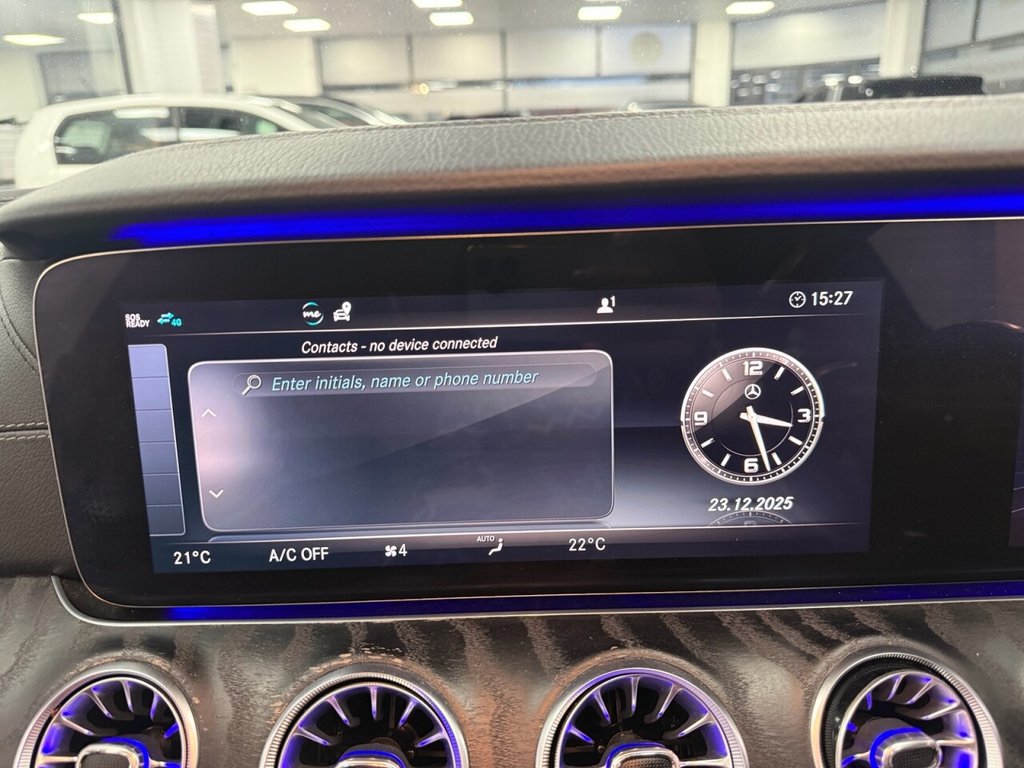 SOS
READY
4G
me
1
15:27
Contacts - no device connected
Enter initials, name or phone number
12
9
3
6
23.12.2025
21°C
A/C OFF
4
AUTO
22°C